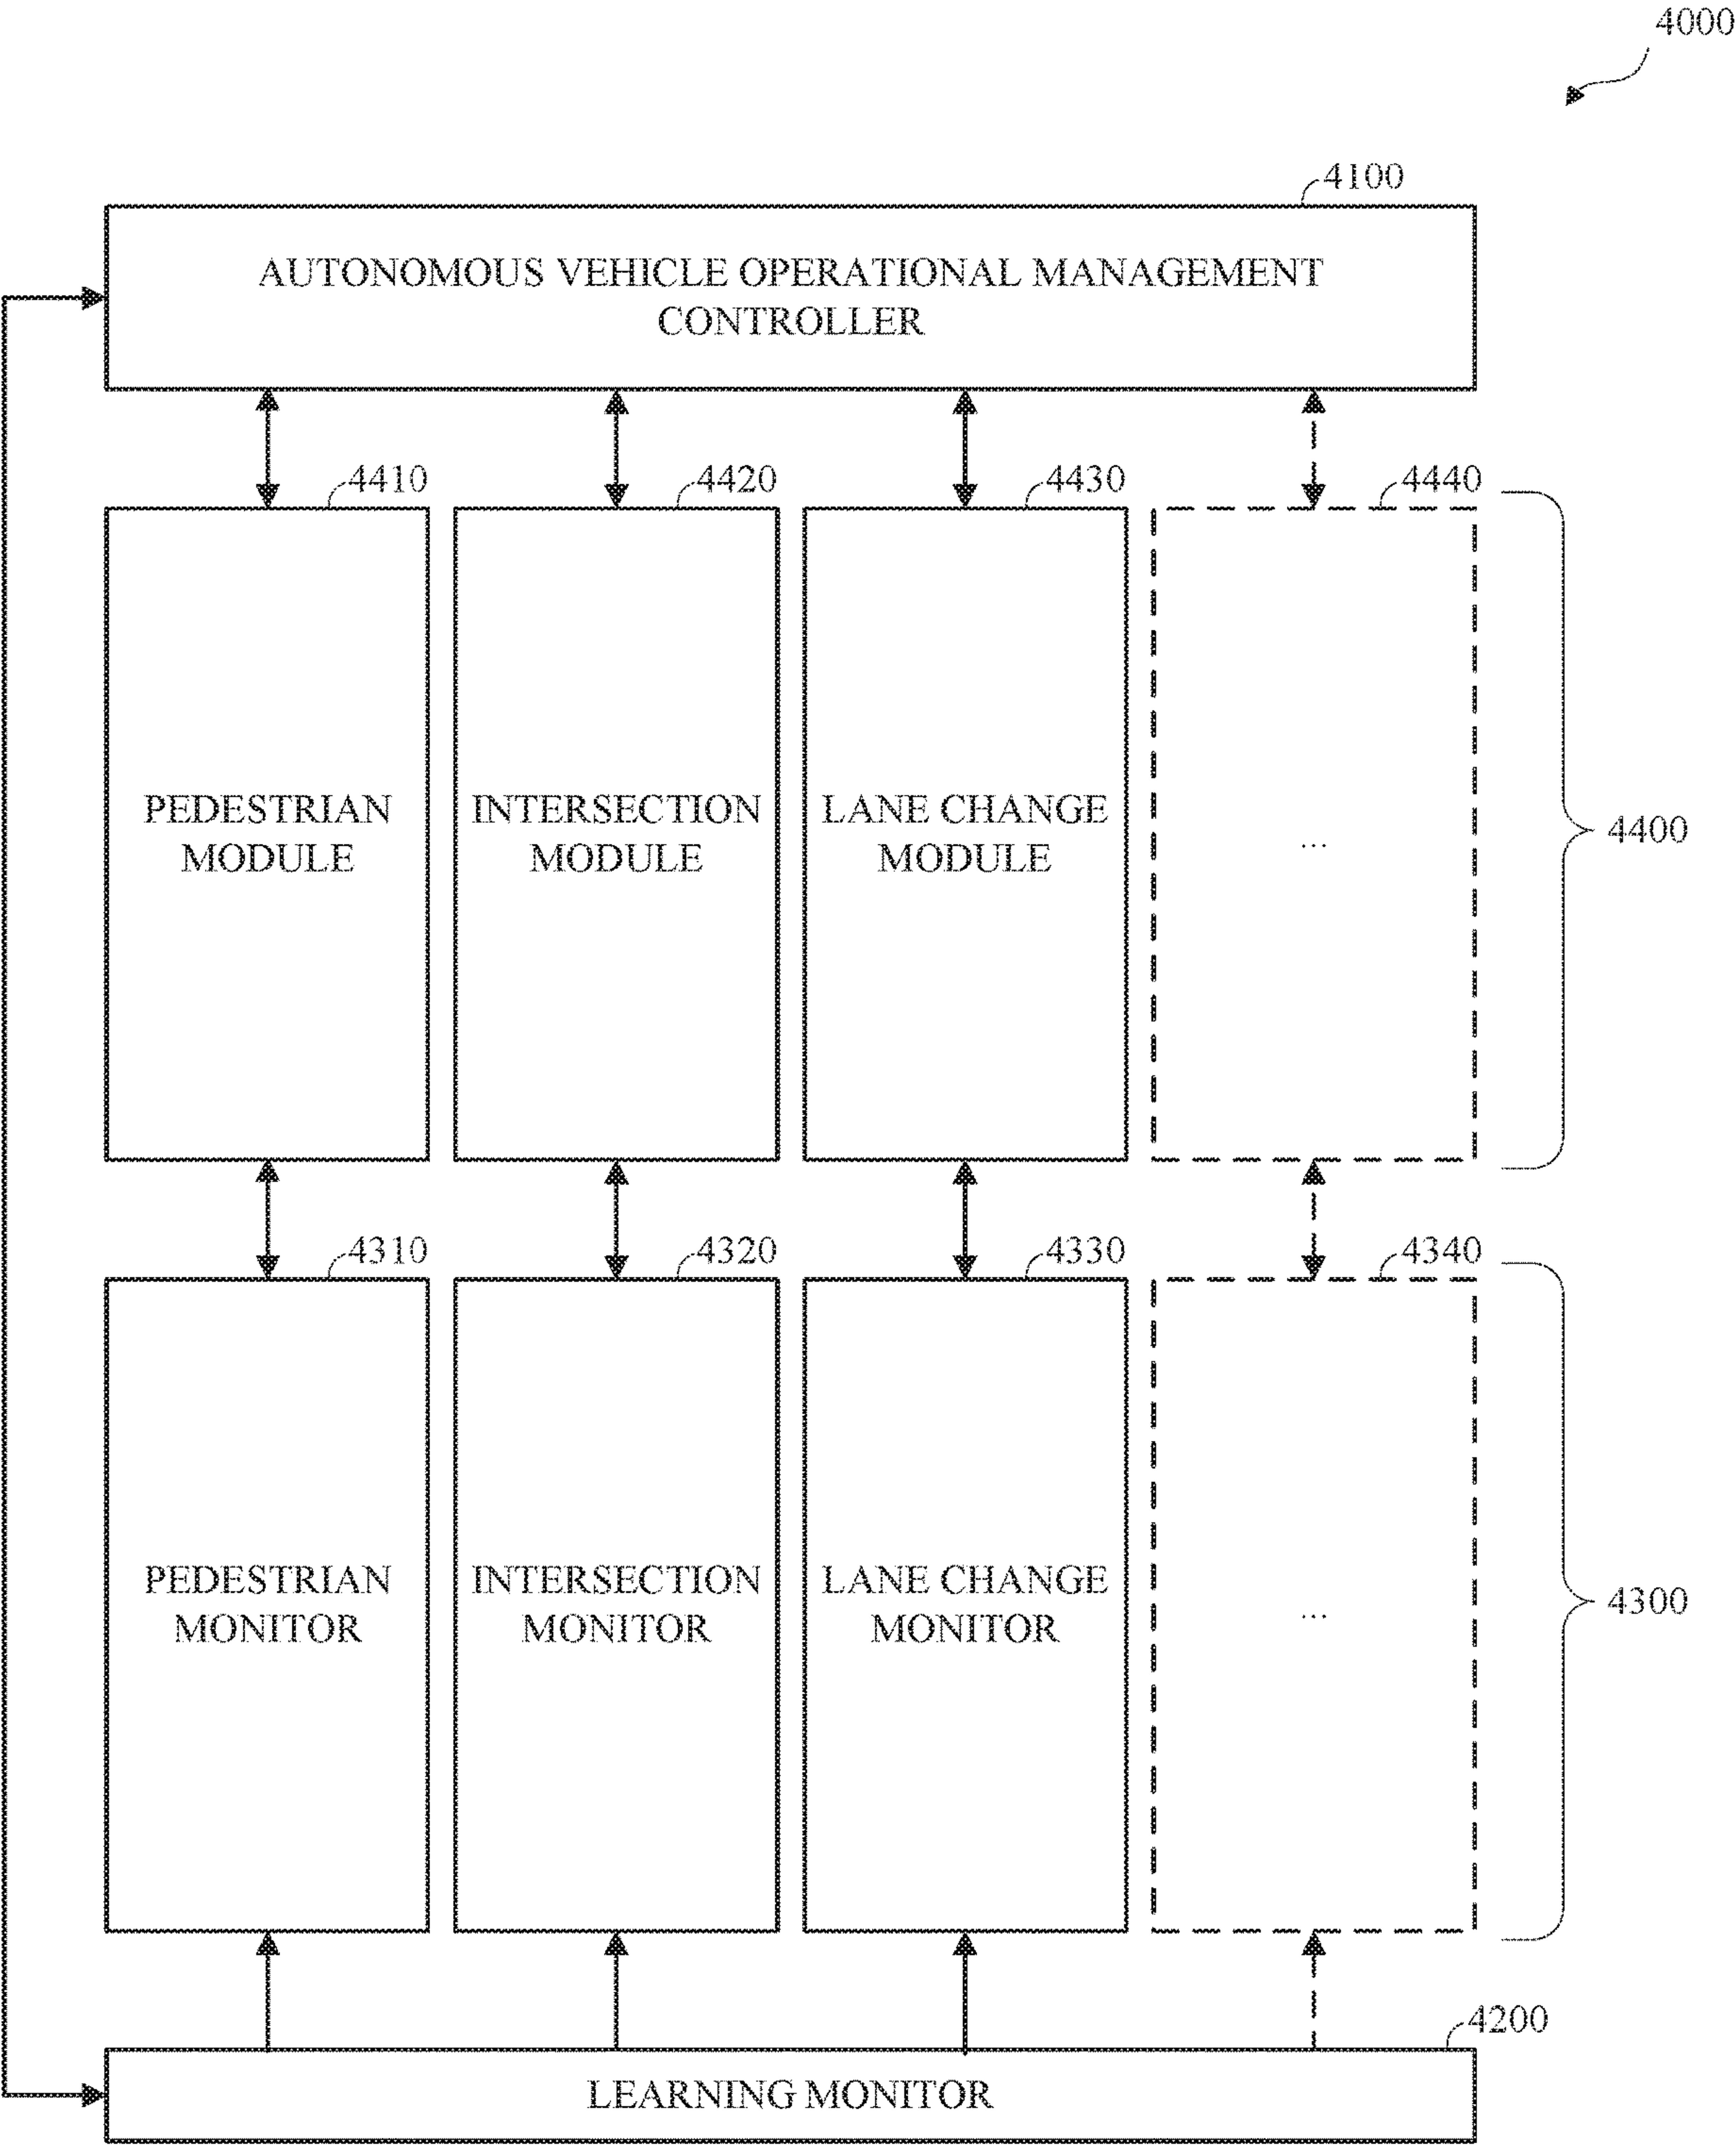 4000
4100
AUTONOMOUS VEHICLE OPERATIONAL MANAGEMENT
CONTROLLER
4410
4420
4430
4440
PEDESTRIAN
MODULE
INTERSECTION
MODULE
LANE CHANGE
MODULE
...
4400
4310
4320
4330
4340
PEDESTRIAN
MONITOR
INTERSECTION
MONITOR
LANE CHANGE
MONITOR
...
4300
4200
LEARNING MONITOR